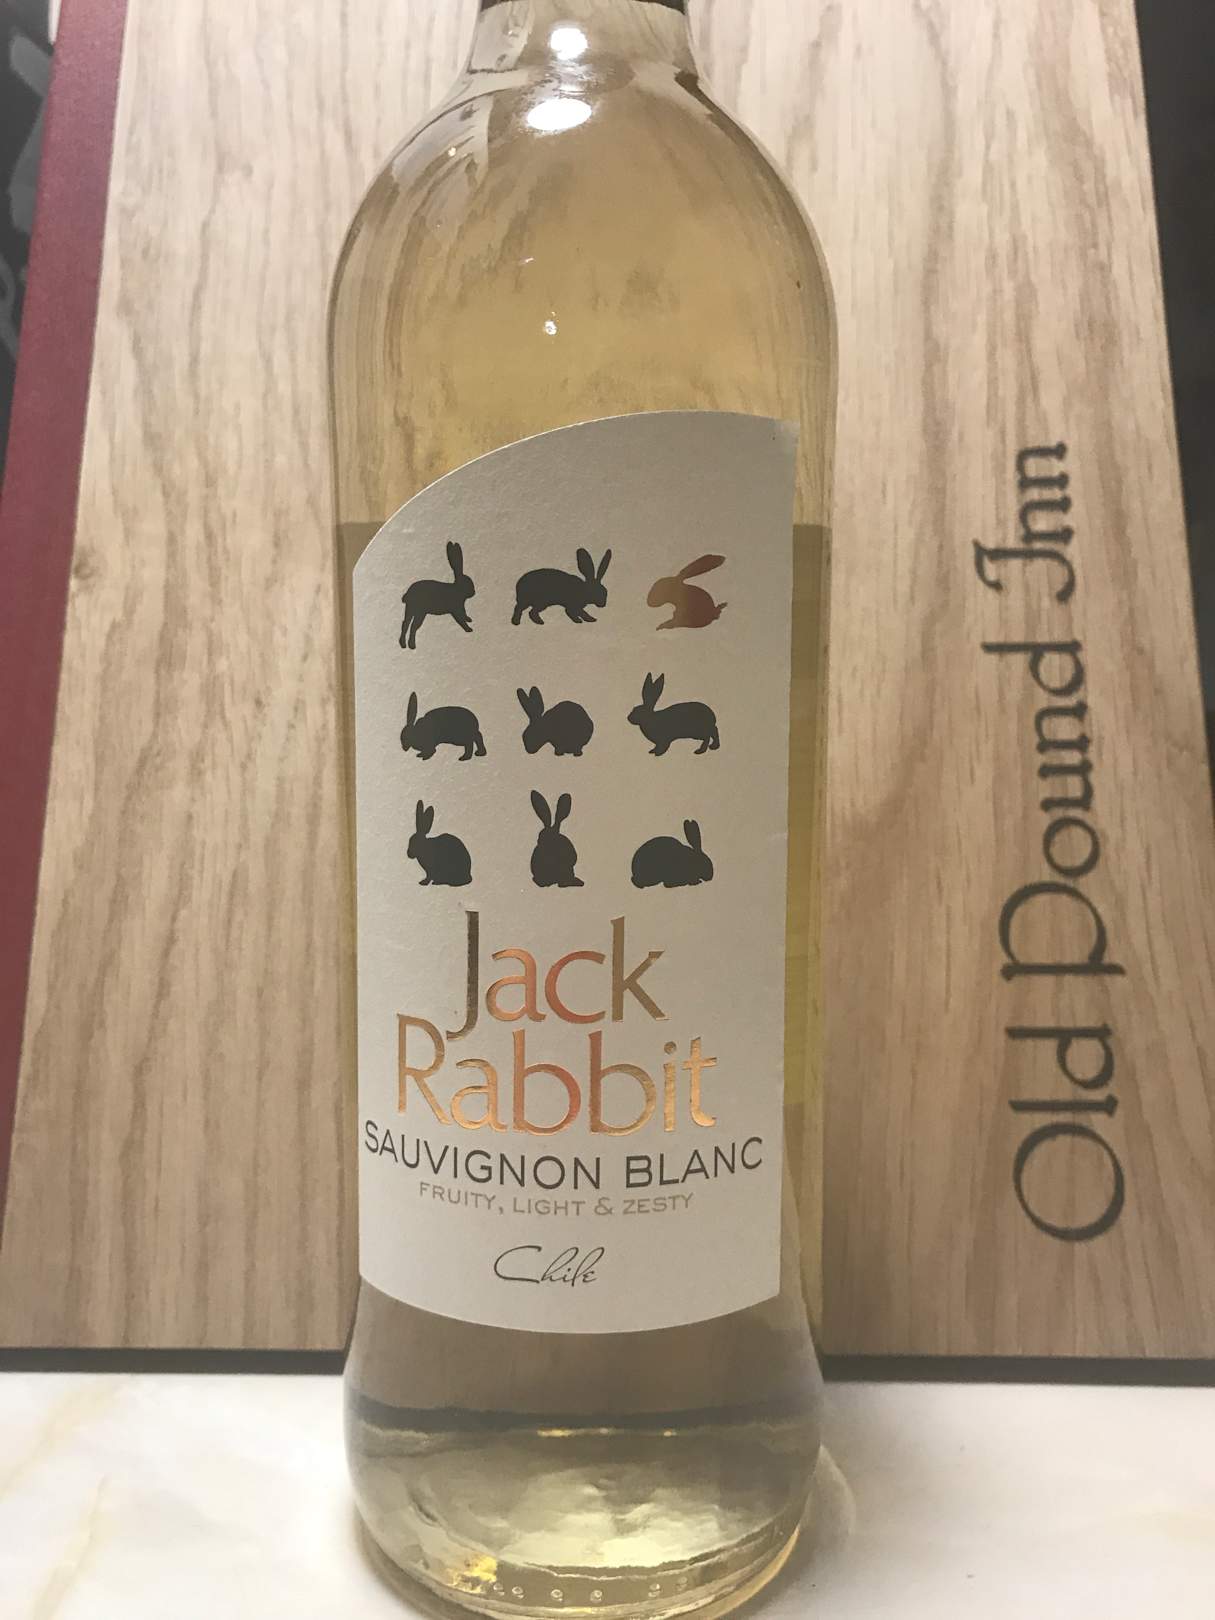 Jack
Rabbit
SAUVIGNON BLANC
FRUITY, LIGHT & ZESTY
Chile
Old Pound Inn